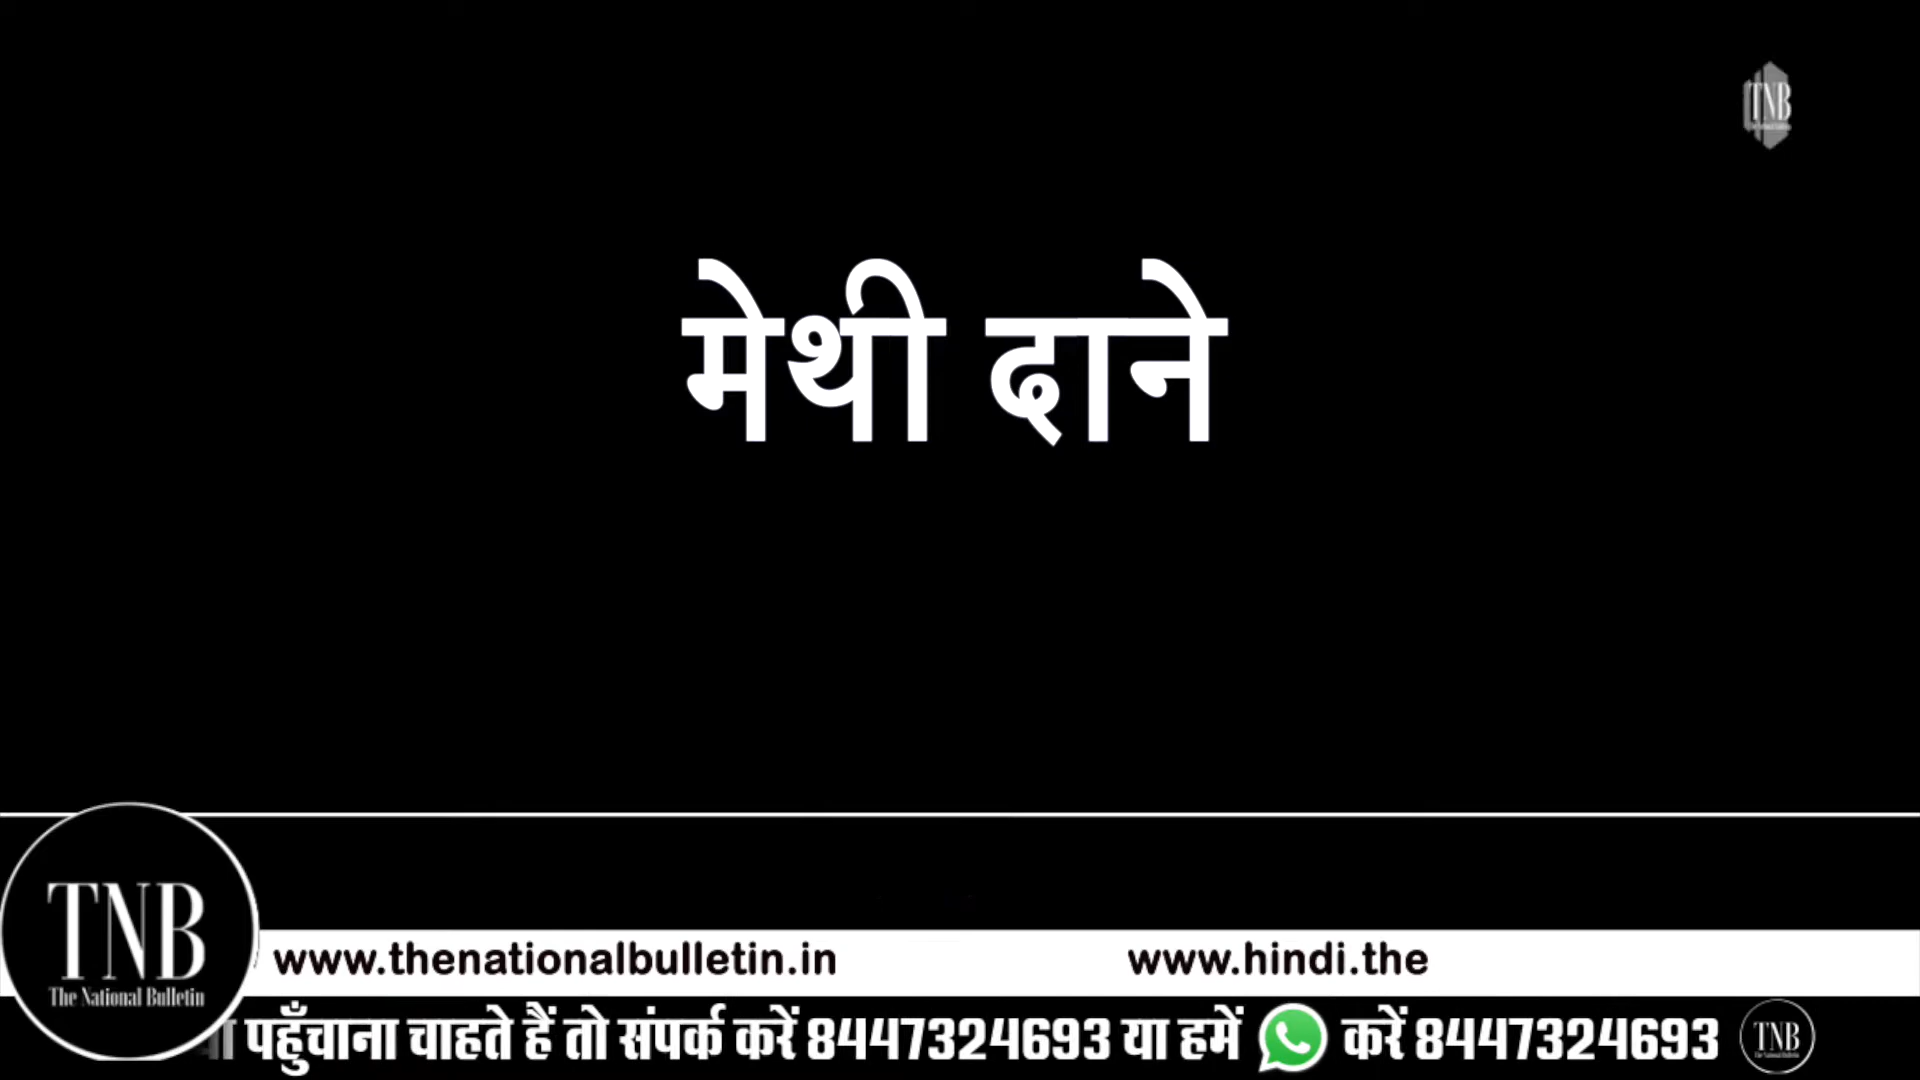 TNB
मेथी दाने
TNB
The National Bulletin
www.thenationalbulletin.in www.hindi.the
पहुँचाना चाहते हैं तो संपर्क करें 8447324693 या हमें करें 8447324693
TNB